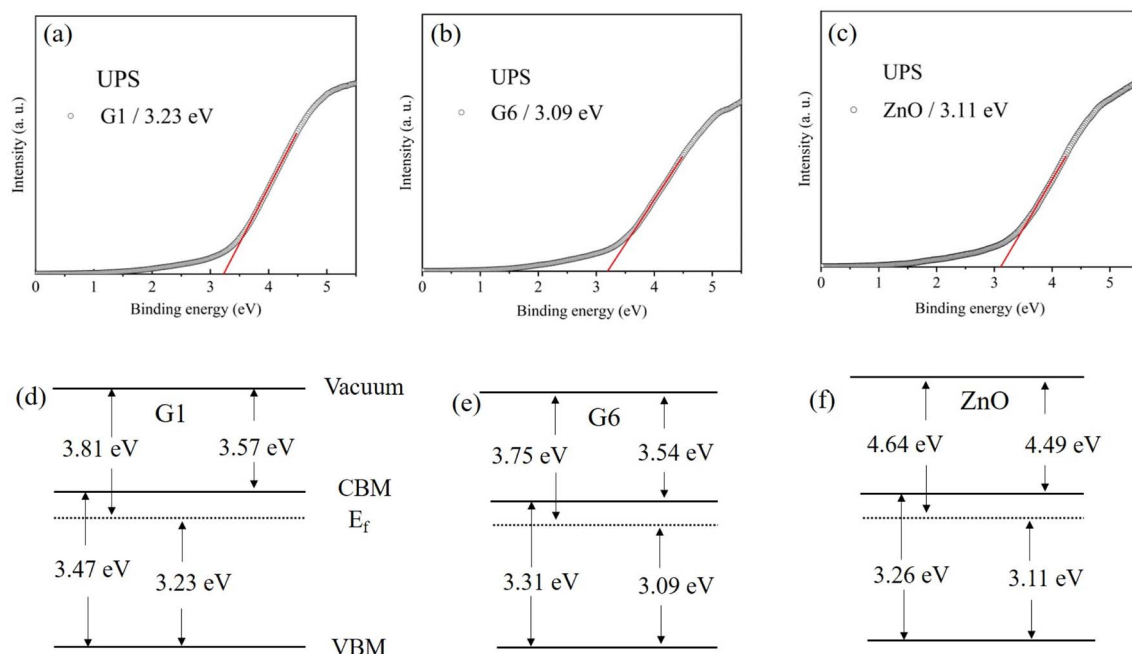 (a)
UPS
G1 / 3.23 eV
Intensity (a. u.)
0 1 2 3 4 5
Binding energy (eV)
(b)
UPS
G6 / 3.09 eV
Intensity (a. u.)
0 1 2 3 4 5
Binding energy (eV)
(c)
UPS
ZnO / 3.11 eV
Intensity (a. u.)
0 1 2 3 4 5
Binding energy (eV)
(d)
Vacuum
G1
3.81 eV
3.57 eV
CBM
Ef
3.47 eV
3.23 eV
VBM
(e)
G6
3.75 eV
3.54 eV
3.31 eV
3.09 eV
(f)
ZnO
4.64 eV
4.49 eV
3.26 eV
3.11 eV